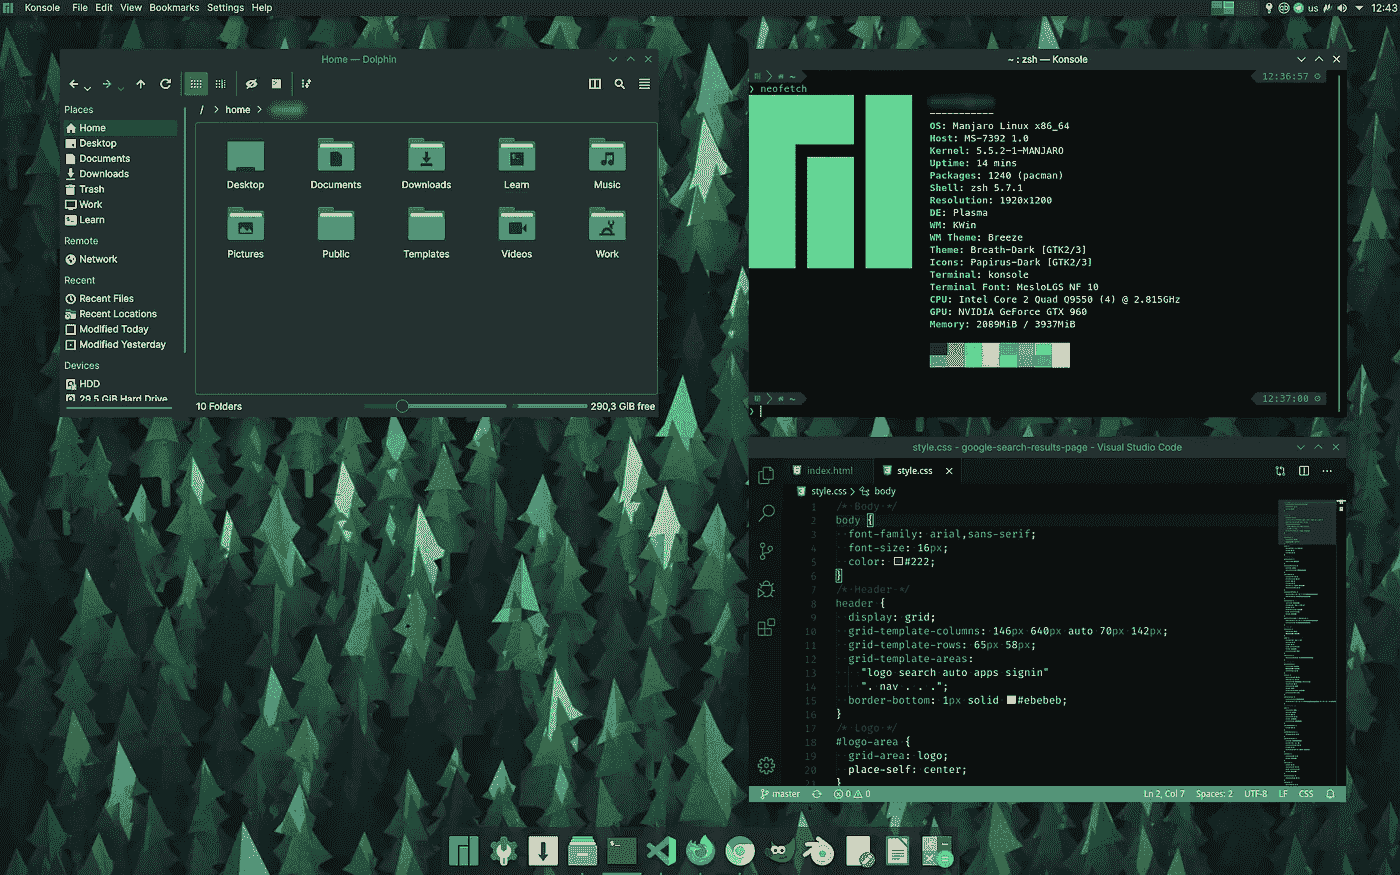 Konsole File Edit View Bookmarks Settings Help
us 12:43
Home — Dolphin
/ home
Places
Home
Desktop
Documents
Downloads
Trash
Work
Learn
Remote
Network
Recent
Recent Files
Recent Locations
Modified Today
Modified Yesterday
Devices
HDD
29,5 GiB Hard Drive
Desktop Documents Downloads Learn Music
Pictures Public Templates Videos Work
10 Folders 290,3 GiB free
~ : zsh — Konsole
~ 12:36:57
❯ neofetch
-----------
OS: Manjaro Linux x86_64
Host: MS-7392 1.0
Kernel: 5.5.2-1-MANJARO
Uptime: 14 mins
Packages: 1240 (pacman)
Shell: zsh 5.7.1
Resolution: 1920x1200
DE: Plasma
WM: KWin
WM Theme: Breeze
Theme: Breath-Dark [GTK2/3]
Icons: Papirus-Dark [GTK2/3]
Terminal: konsole
Terminal Font: MesloLGS NF 10
CPU: Intel Core 2 Quad Q9550 (4) @ 2.815GHz
GPU: NVIDIA GeForce GTX 960
Memory: 2089MiB / 3937MiB
~ 12:37:00
❯
style.css - google-search-results-page - Visual Studio Code
index.html style.css
style.css > body
1 /* Body */
2 body {
3 font-family: arial,sans-serif;
4 font-size: 16px;
5 color: #222;
6 }
7 /* Header */
8 header {
9 display: grid;
10 grid-template-columns: 146px 640px auto 70px 142px;
11 grid-template-rows: 65px 58px;
12 grid-template-areas:
13 "logo search auto apps signin"
14 ". nav . . .";
15 border-bottom: 1px solid #ebebeb;
16 }
17 /* Logo */
18 #logo-area {
19 grid-area: logo;
20 place-self: center;
21 }
master 0 0 Ln 2, Col 7 Spaces: 2 UTF-8 LF CSS